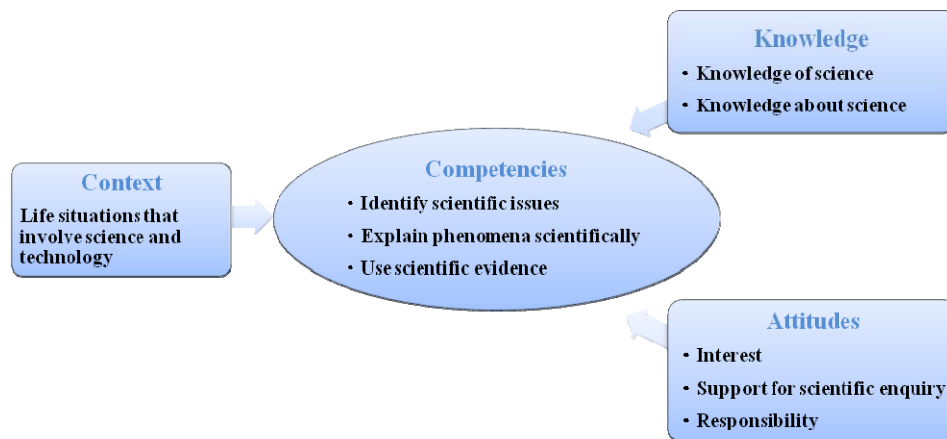 Knowledge
• Knowledge of science
• Knowledge about science
Context
Life situations that
involve science and
technology
Competencies
• Identify scientific issues
• Explain phenomena scientifically
• Use scientific evidence
Attitudes
• Interest
• Support for scientific enquiry
• Responsibility